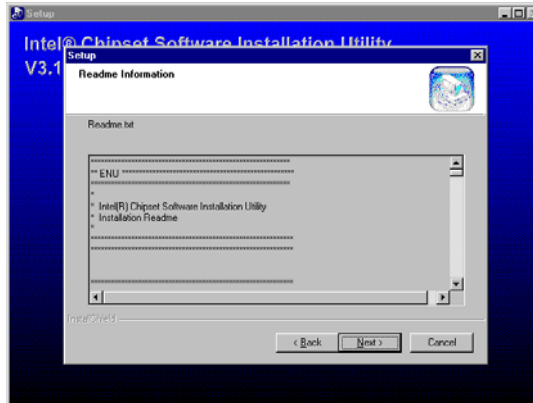 Setup
Intel® Chipset Software Installation Utility
V3.1
Setup
Readme Information
Readme.txt
** ENU
*
* Intel(R) Chipset Software Installation Utility
* Installation Readme
*
InstallShield
< Back
Next >
Cancel